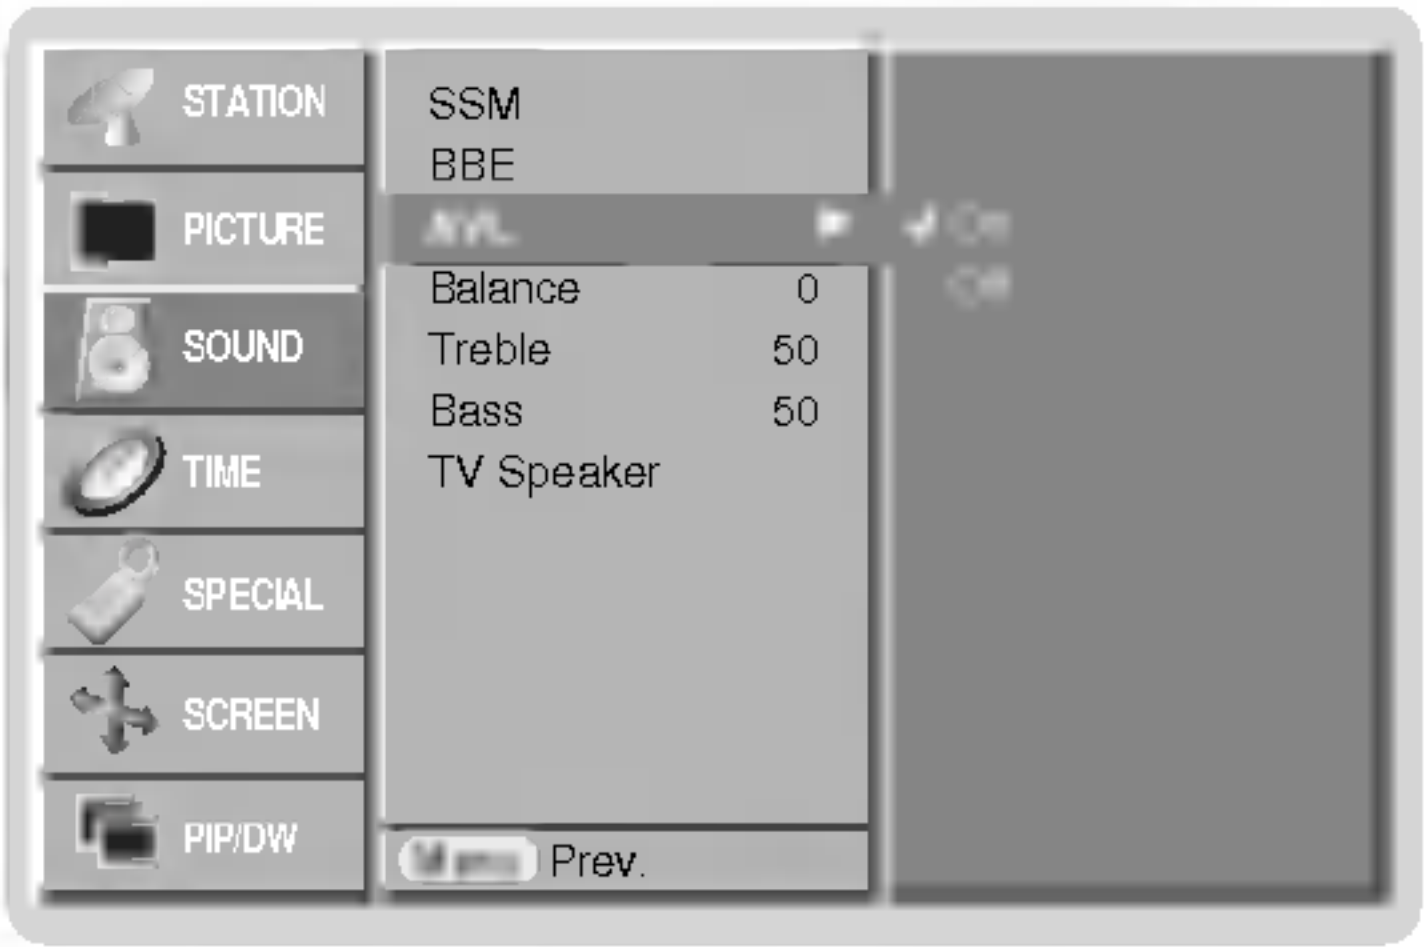 STATION
PICTURE
SOUND
TIME
SPECIAL
SCREEN
PIP/DW
SSM
BBE
AVL
Balance 0
Treble 50
Bass 50
TV Speaker
Prev.
On
Off